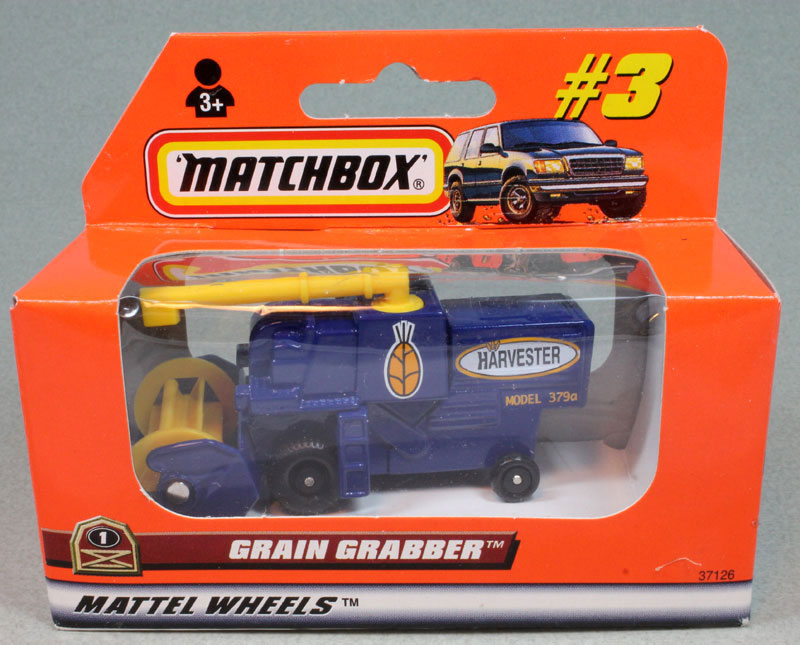 #3
3+
'MATCHBOX'®
HARVESTER
MODEL 379a
1
GRAIN GRABBER™
37126
MATTEL WHEELS™